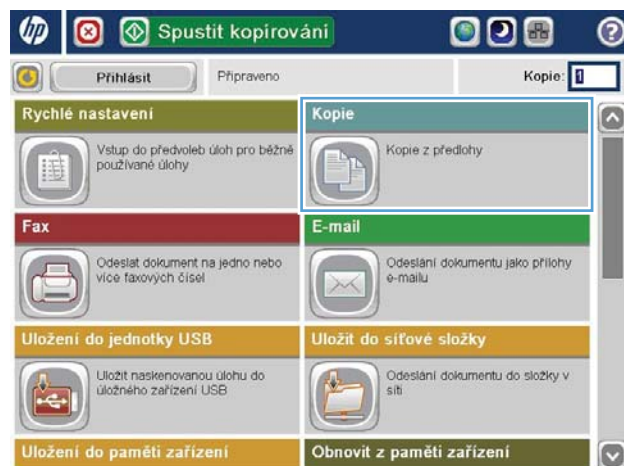 hp
Spustit kopírování
?
Přihlásit
Připraveno
Kopie: 1
Rychlé nastavení
Vstup do předvoleb úloh pro běžně
používané úlohy
Kopie
Kopie z předlohy
Fax
Odeslat dokument na jedno nebo
více faxových čísel
E-mail
Odeslání dokumentu jako přílohy
e-mailu
Uložení do jednotky USB
Uložit naskenovanou úlohu do
úložného zařízení USB
Uložit do síťové složky
Odeslání dokumentu do složky v
síti
Uložení do paměti zařízení
Obnovit z paměti zařízení